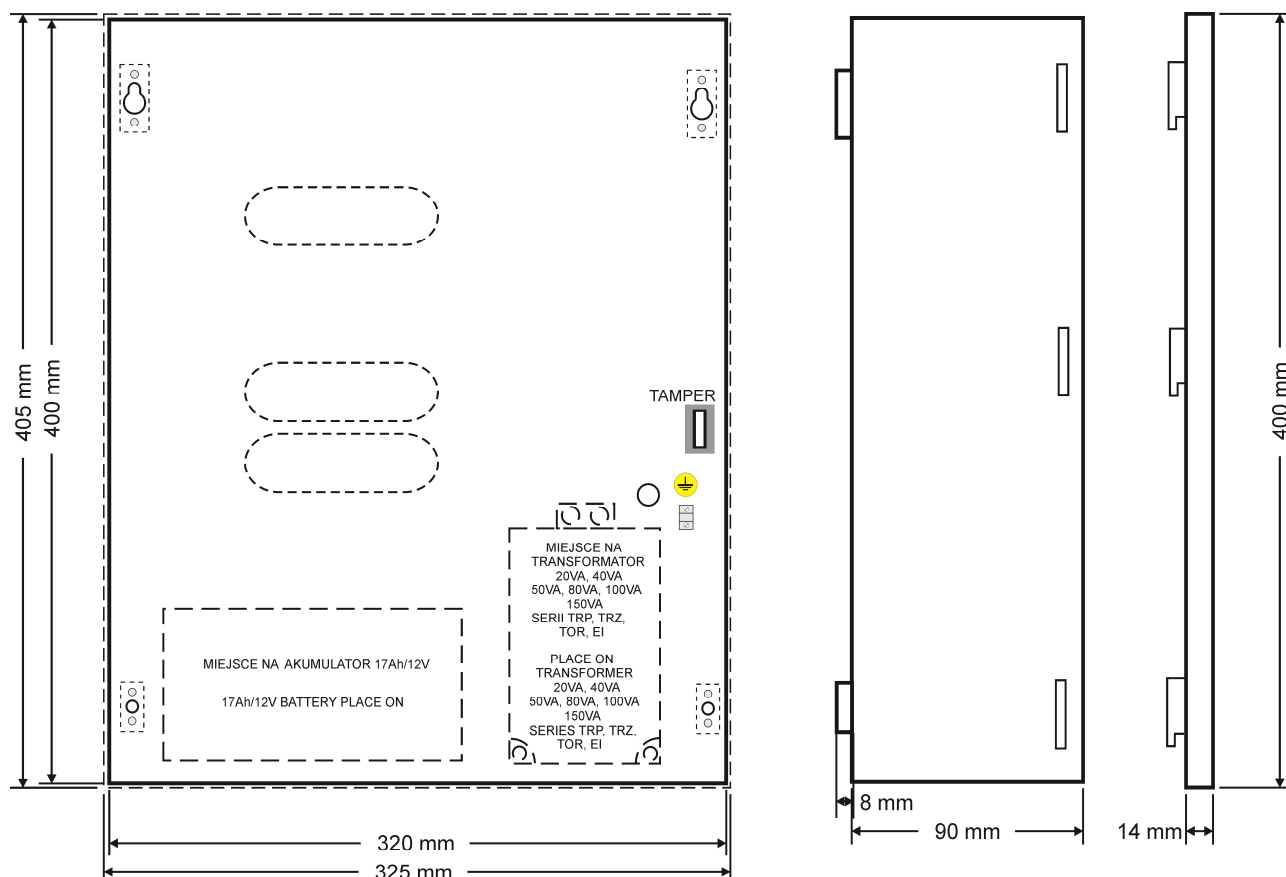 TAMPER
405 mm
400 mm
MIEJSCE NA
TRANSFORMATOR
20VA, 40VA
50VA, 80VA, 100VA
150VA
SERII TRP, TRZ,
TOR, EI
PLACE ON
TRANSFORMER
20VA, 40VA
50VA, 80VA, 100VA
150VA
SERIES TRP, TRZ,
TOR, EI
MIEJSCE NA AKUMULATOR 17Ah/12V
17Ah/12V BATTERY PLACE ON
320 mm
325 mm
8 mm
90 mm
14 mm
400 mm